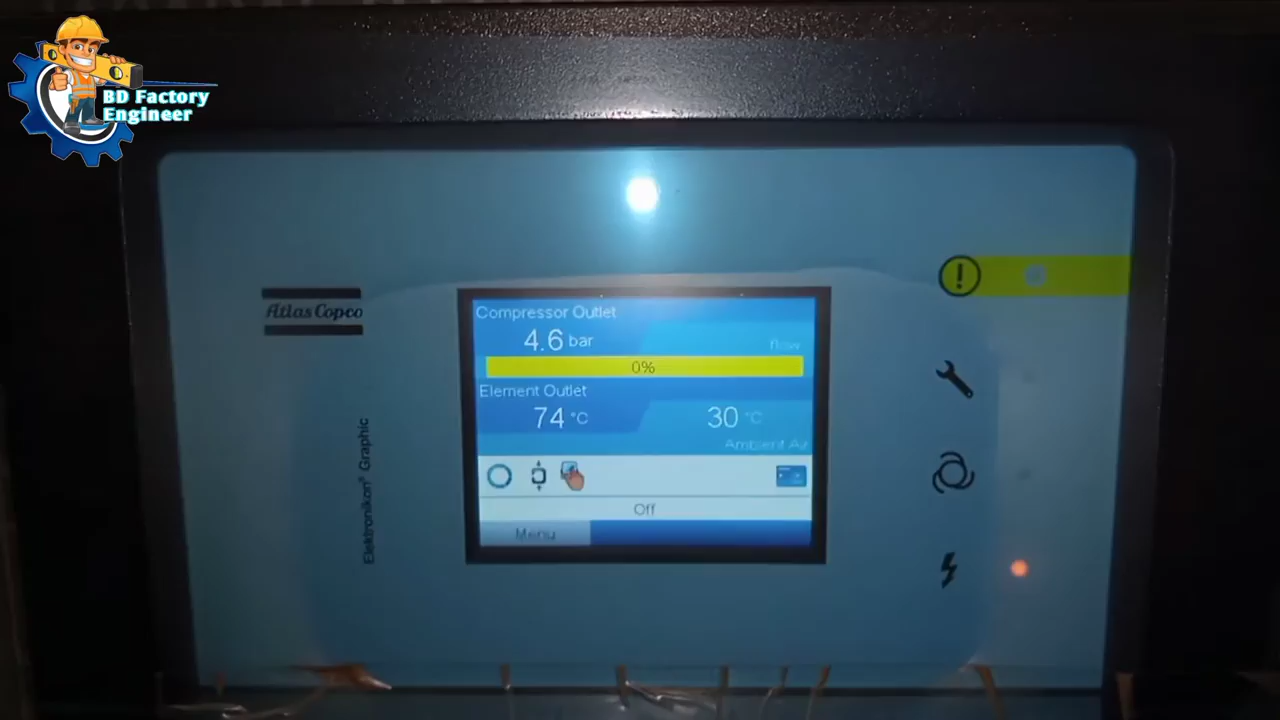 BD Factory
Engineer
Atlas Copco
Elektronikon® Graphic
Compressor Outlet
4.6 bar
flow
0%
Element Outlet
74 °C
30 °C
Ambient Air
Off
Menu